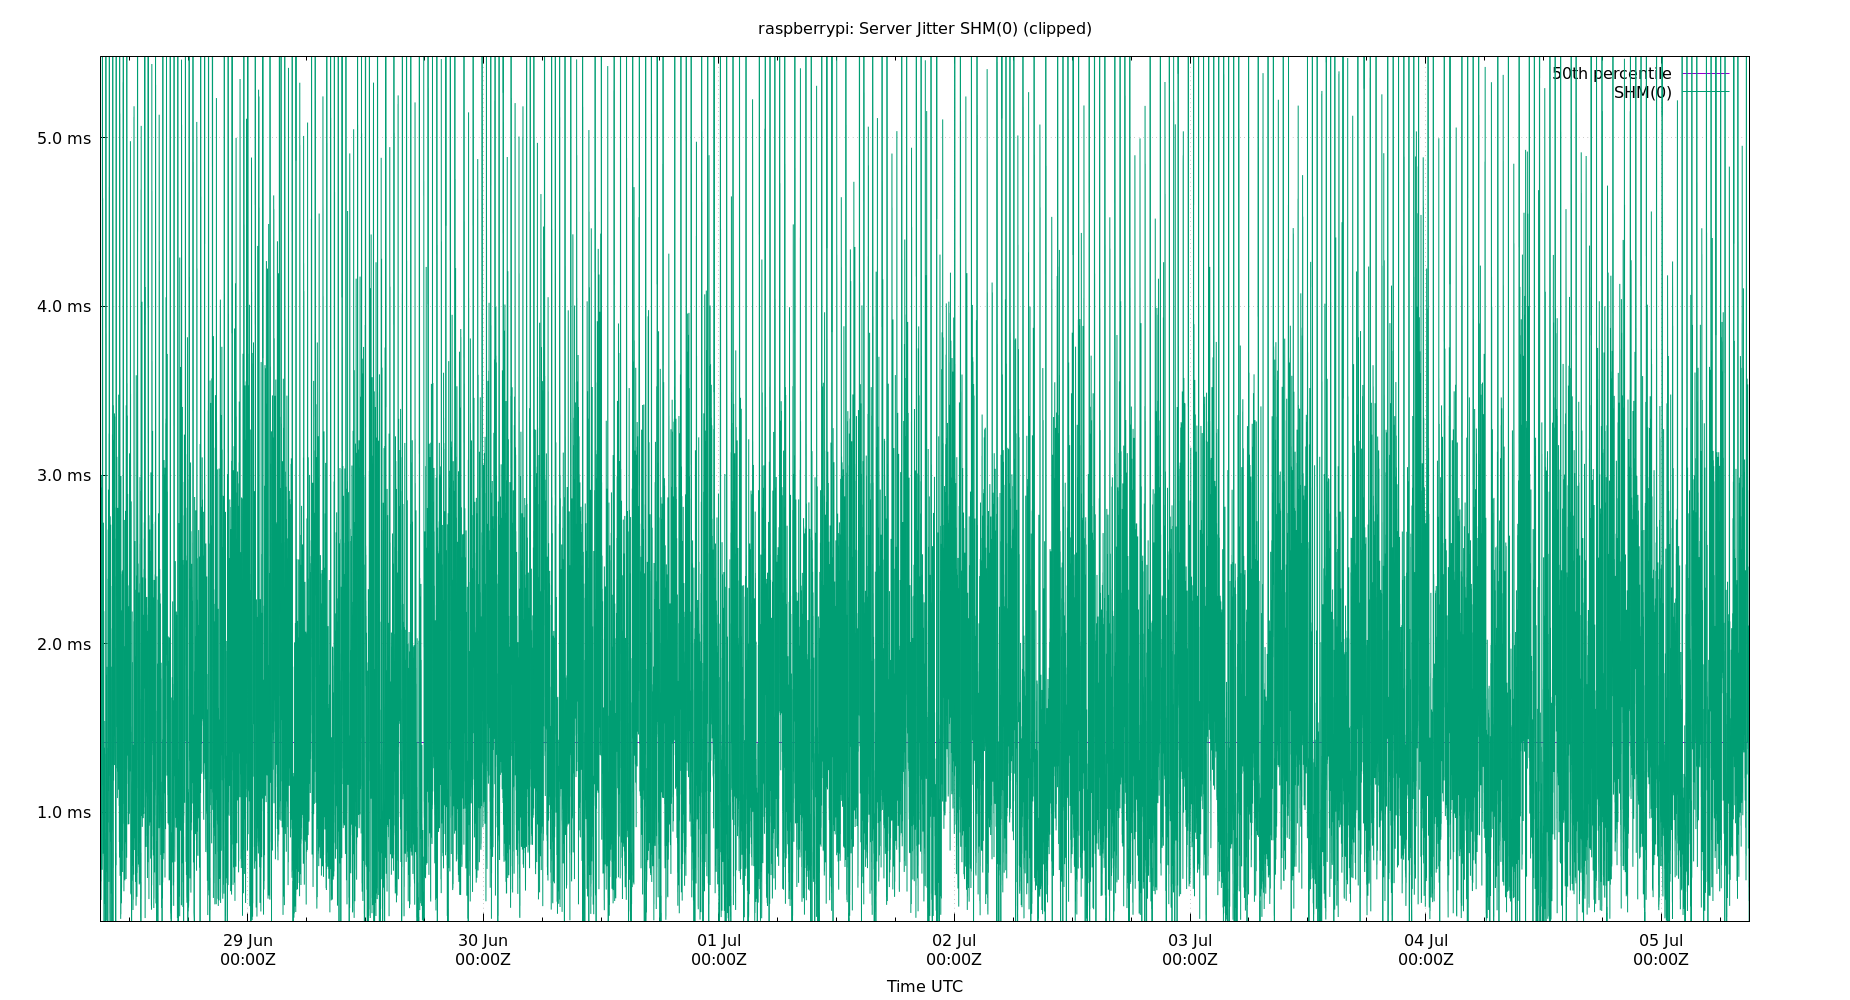 raspberrypi: Server Jitter SHM(0) (clipped)
50th percentile
SHM(0)
5.0 ms
4.0 ms
3.0 ms
2.0 ms
1.0 ms
29 Jun 30 Jun 01 Jul 02 Jul 03 Jul 04 Jul 05 Jul
00:00Z 00:00Z 00:00Z 00:00Z 00:00Z 00:00Z 00:00Z
Time UTC